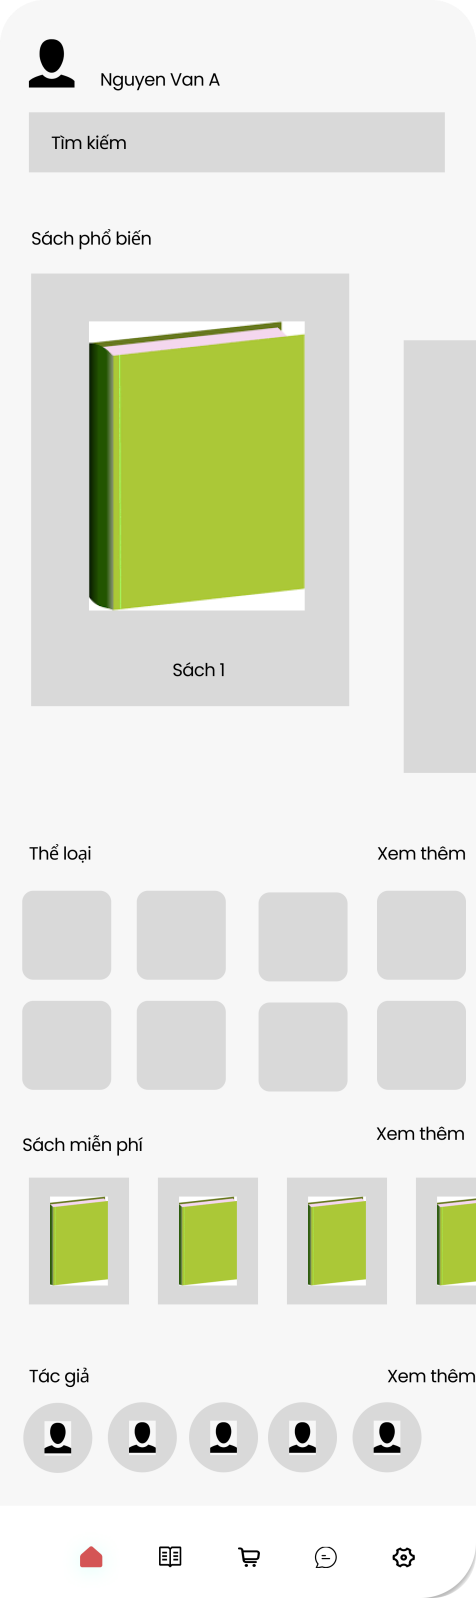 Nguyen Van A
Tìm kiếm
Sách phổ biến
Sách 1
Thể loại
Xem thêm
Sách miễn phí
Xem thêm
Tác giả
Xem thêm